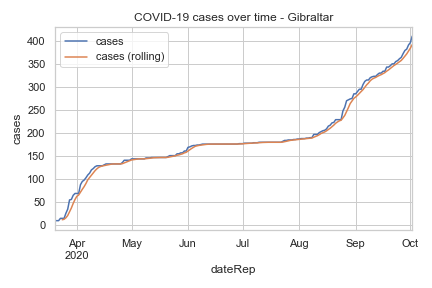 COVID-19 cases over time - Gibraltar
cases
cases (rolling)
400
350
300
250
200
150
100
50
0
cases
Apr
2020
May
Jun
Jul
Aug
Sep
Oct
dateRep